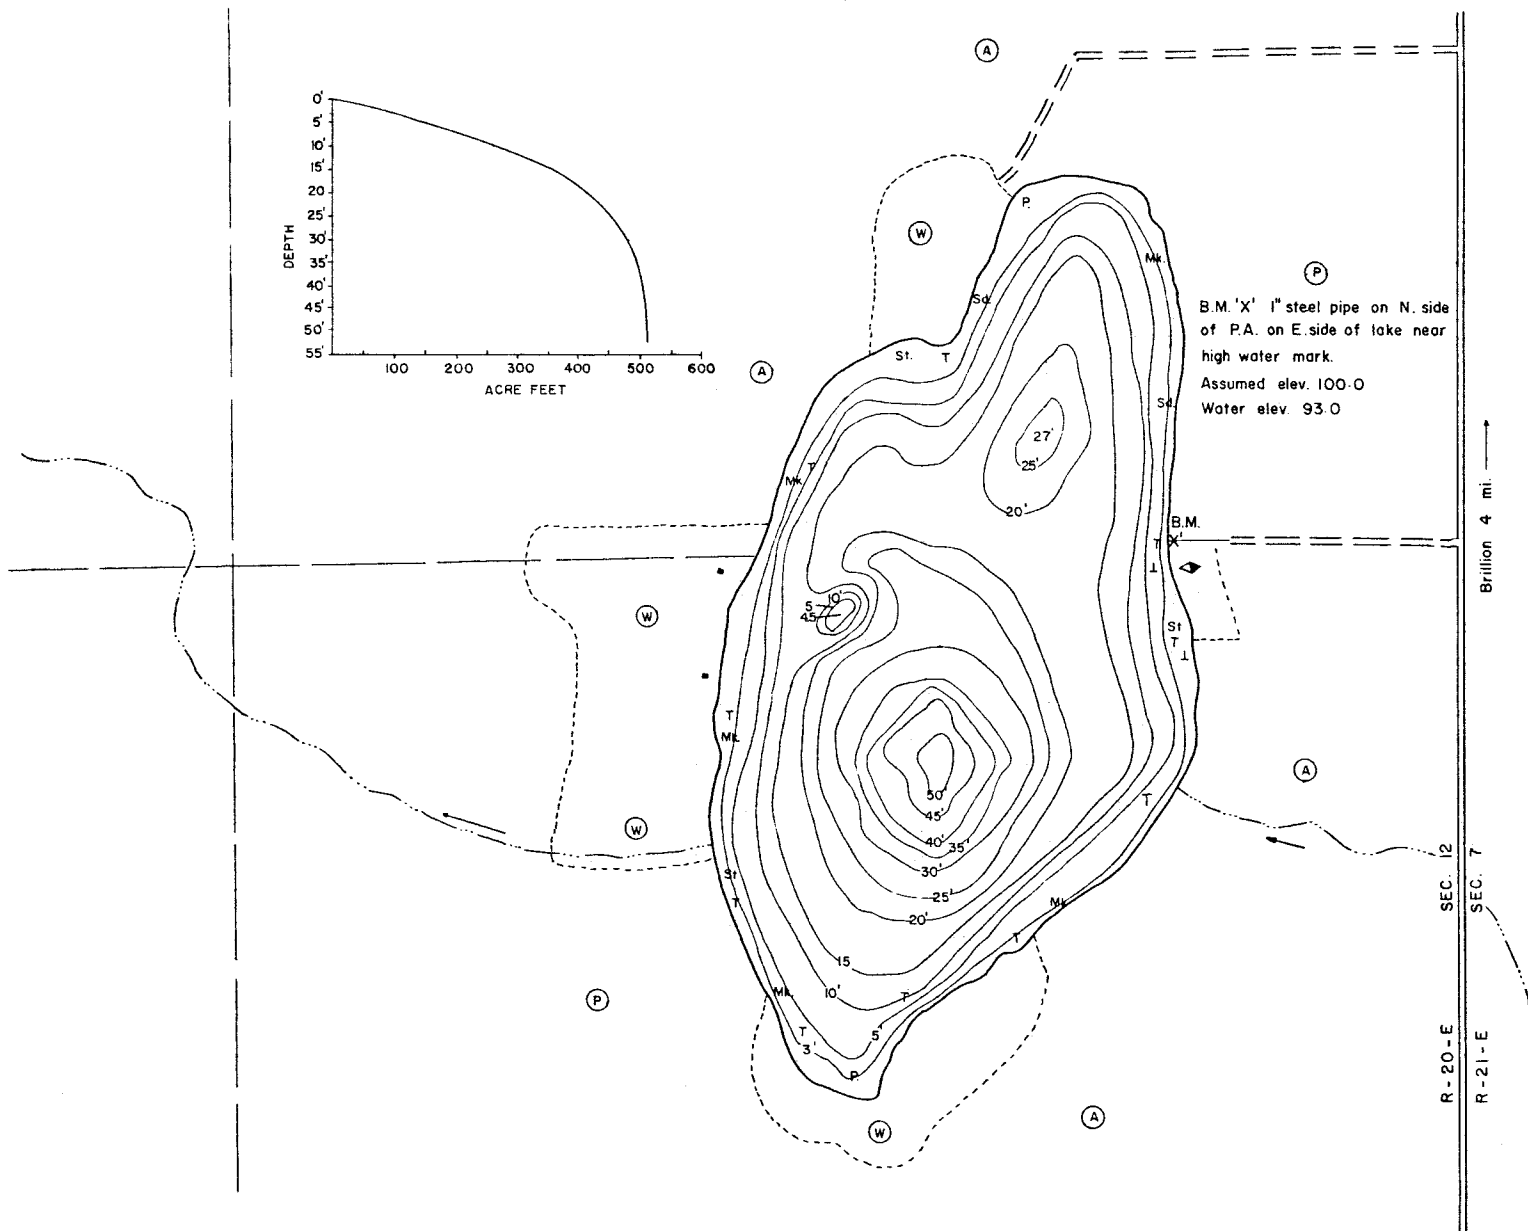 A
0'
5'
10'
15'
20
25'
30'
35'
40'
45'
50'
55'
DEPTH
100 200 300 400 500 600
ACRE FEET
W
P.
Mk.
P
B.M. 'X' 1" steel pipe on N. side
of P.A. on E. side of lake near
high water mark.
Assumed elev. 100.0
Water elev. 93.0
Sd.
St. T
A
Sd.
27'
25'
20'
T
Mk
Brillion 4 mi.
B.M.
'X'
T
⊥
10'
5
4.5
W
St
T
⊥
T
Mk.
A
50'
45'
40'
35'
30'
25'
20'
15
10'
5'
3'
T
W
St
T
Mk.
T
T
Mk.
T
P.
P
W
A
SEC. 12
SEC. 7
R-20-E
R-21-E